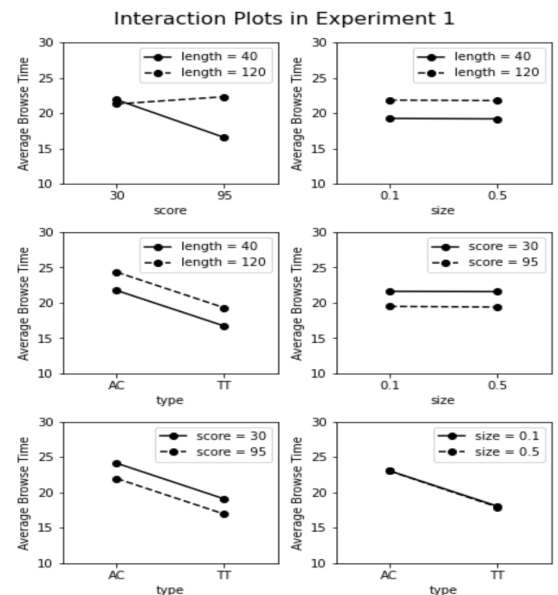 Interaction Plots in Experiment 1
30
25
20
15
10
Average Browse Time
length = 40
length = 120
30
95
score
30
25
20
15
10
Average Browse Time
length = 40
length = 120
0.1
0.5
size
30
25
20
15
10
Average Browse Time
length = 40
length = 120
AC
TT
type
30
25
20
15
10
Average Browse Time
score = 30
score = 95
0.1
0.5
size
30
25
20
15
10
Average Browse Time
score = 30
score = 95
AC
TT
type
30
25
20
15
10
Average Browse Time
size = 0.1
size = 0.5
AC
TT
type